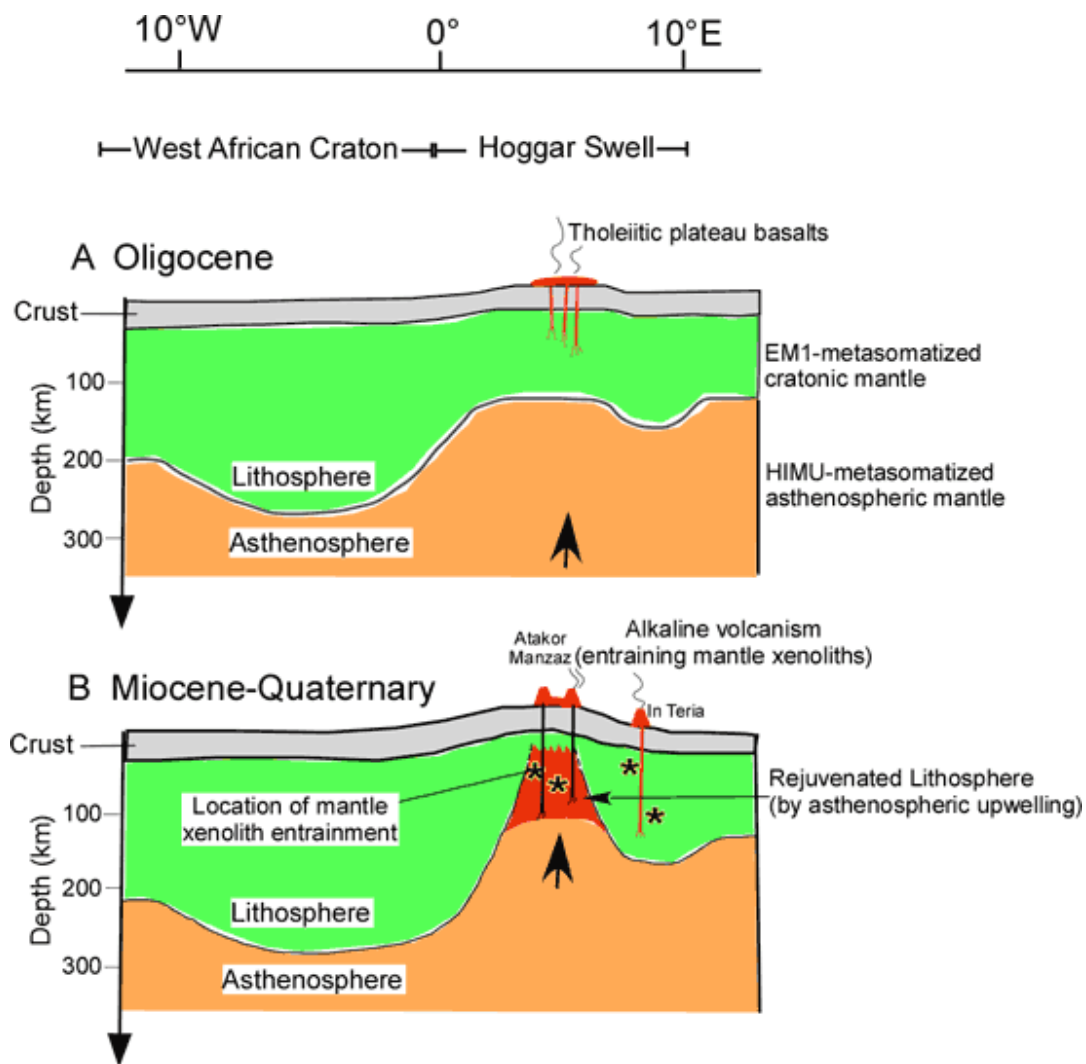 10°W 0° 10°E
West African Craton Hoggar Swell
Tholeiitic plateau basalts
A Oligocene
Crust
EM1-metasomatized
cratonic mantle
100
200
300
Depth (km)
Lithosphere
HIMU-metasomatized
asthenospheric mantle
Asthenosphere
Alkaline volcanism
(entraining mantle xenoliths)
Atakor
Manzaz
B Miocene-Quaternary
In Teria
Crust
Location of mantle
xenolith entrainment
Rejuvenated Lithosphere
(by asthenospheric upwelling)
100
200
300
Depth (km)
Lithosphere
Asthenosphere